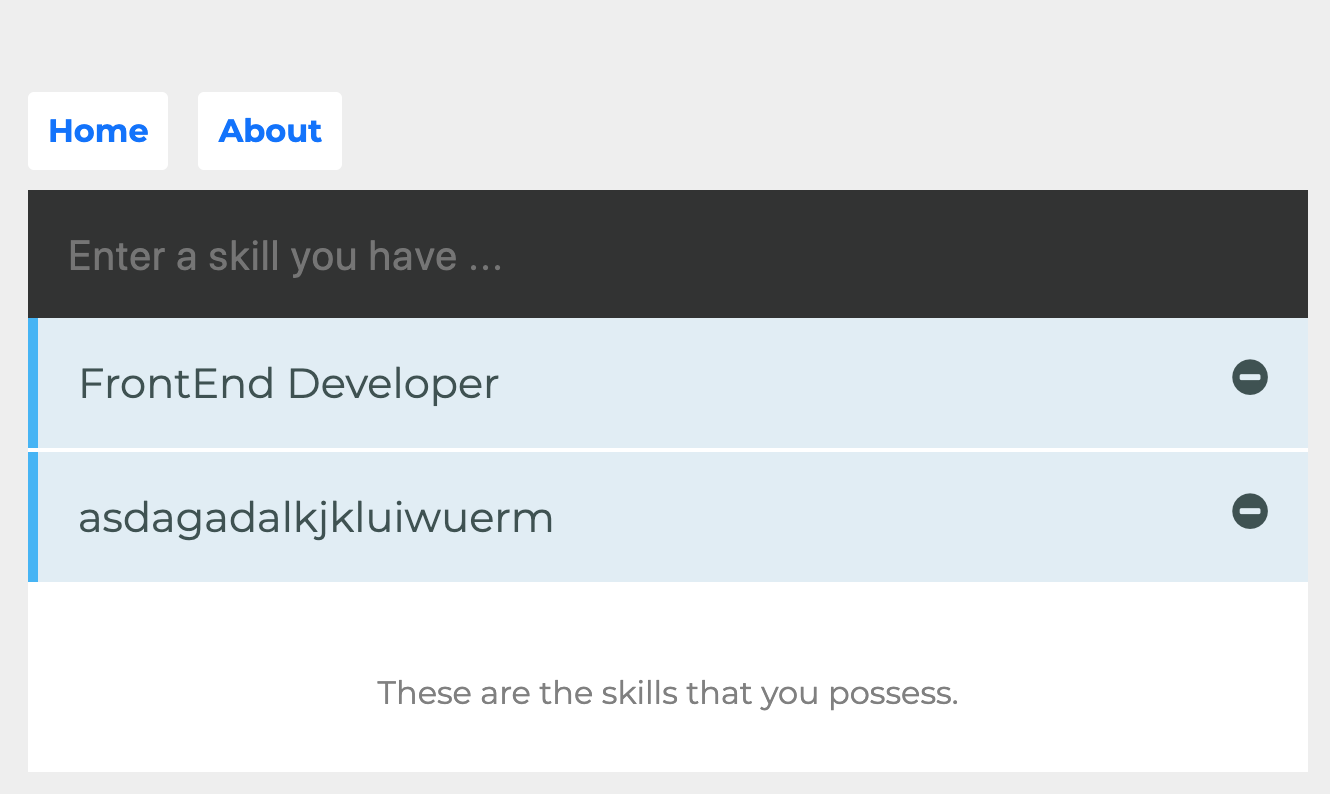 Home About
Enter a skill you have ...
FrontEnd Developer
asdagadalkjkluiwuerm
These are the skills that you possess.